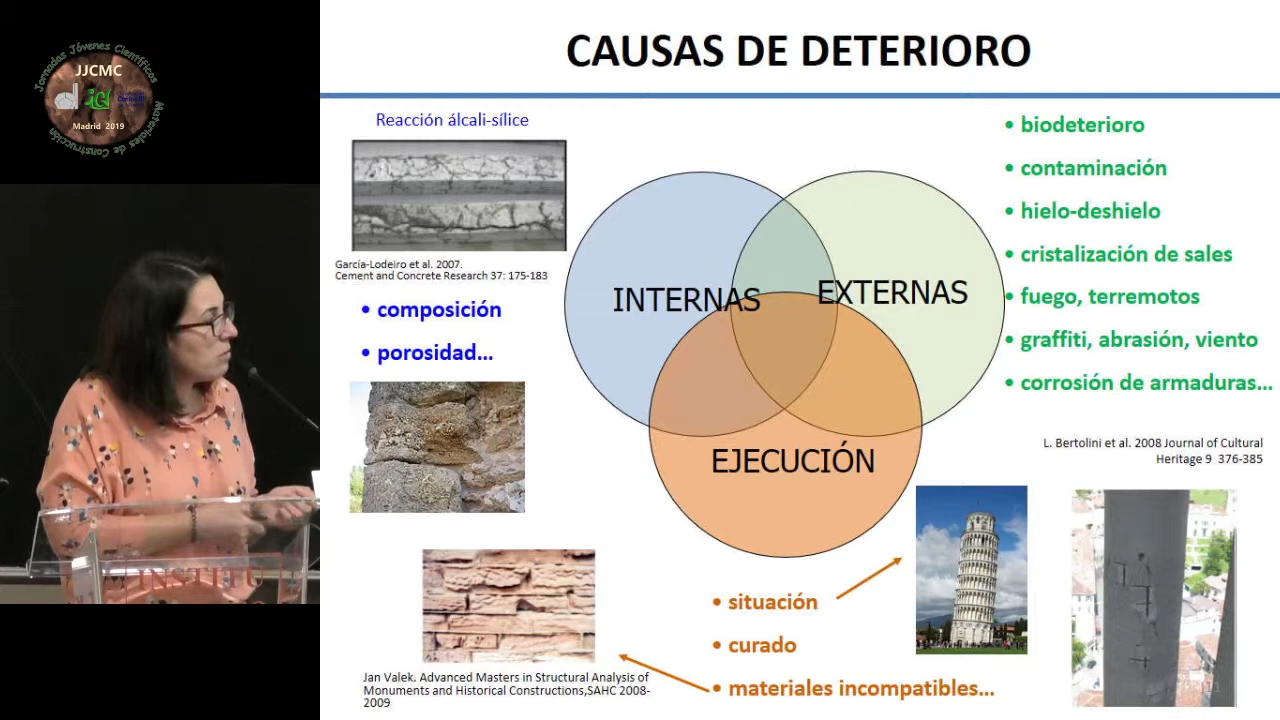 Jornadas Jóvenes Científicos
JJCMC
Madrid 2019
Materiales de Construcción
CAUSAS DE DETERIORO
Reacción álcali-sílice
García-Lodeiro et al. 2007.
Cement and Concrete Research 37: 175-183
• composición
• porosidad...
INTERNAS
EXTERNAS
EJECUCIÓN
• biodeterioro
• contaminación
• hielo-deshielo
• cristalización de sales
• fuego, terremotos
• graffiti, abrasión, viento
• corrosión de armaduras...
L. Bertolini et al. 2008 Journal of Cultural
Heritage 9 376-385
• situación
• curado
• materiales incompatibles...
Jan Valek. Advanced Masters in Structural Analysis of
Monuments and Historical Constructions,SAHC 2008-
2009
INSTITU